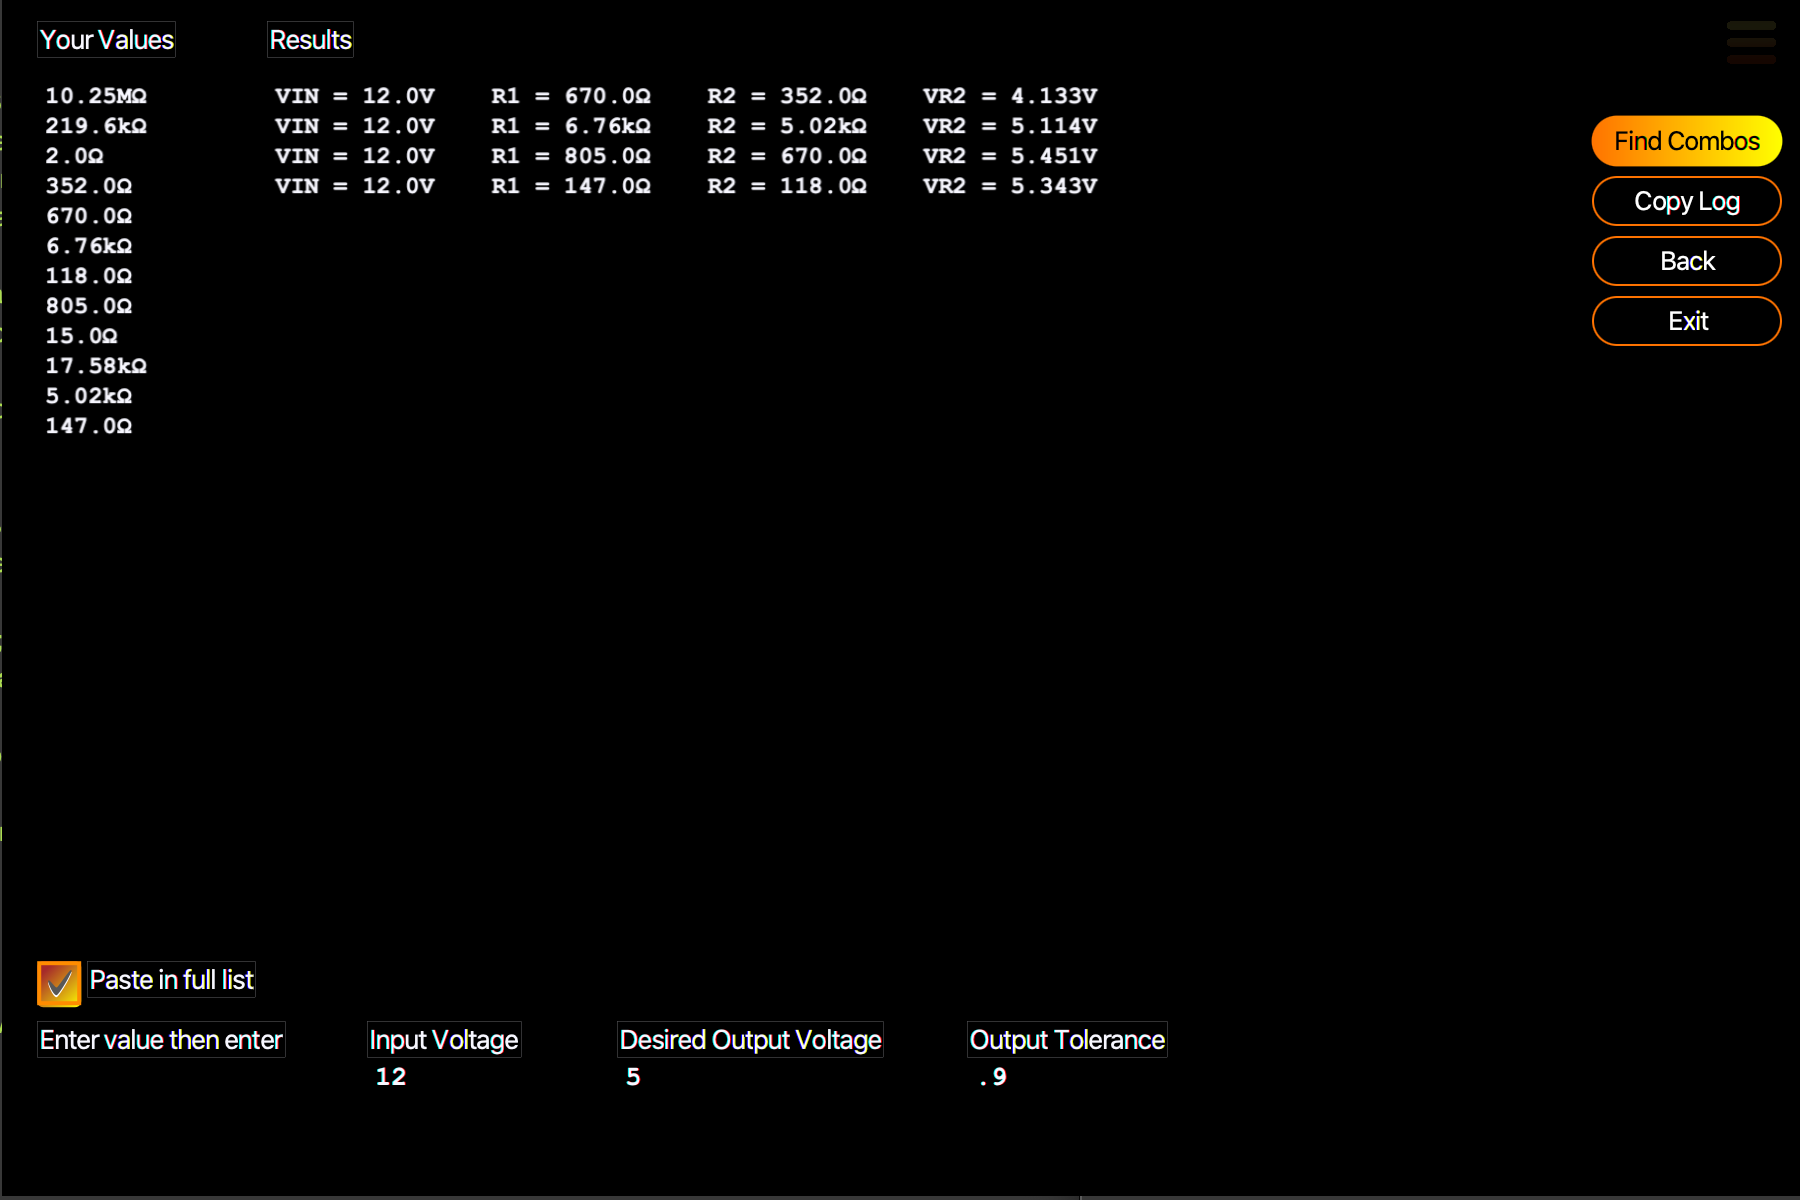 Your Values
10.25MΩ
219.6kΩ
2.0Ω
352.0Ω
670.0Ω
6.76kΩ
118.0Ω
805.0Ω
15.0Ω
17.58kΩ
5.02kΩ
147.0Ω
Results
VIN = 12.0V R1 = 670.0Ω R2 = 352.0Ω VR2 = 4.133V
VIN = 12.0V R1 = 6.76kΩ R2 = 5.02kΩ VR2 = 5.114V
VIN = 12.0V R1 = 805.0Ω R2 = 670.0Ω VR2 = 5.451V
VIN = 12.0V R1 = 147.0Ω R2 = 118.0Ω VR2 = 5.343V
Find Combos
Copy Log
Back
Exit
Paste in full list
Enter value then enter
Input Voltage
12
Desired Output Voltage
5
Output Tolerance
.9